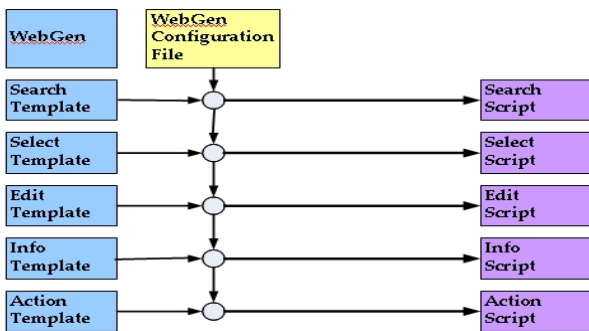 WebGen
WebGen
Configuration
File
Search
Template
Search
Script
Select
Template
Select
Script
Edit
Template
Edit
Script
Info
Template
Info
Script
Action
Template
Action
Script